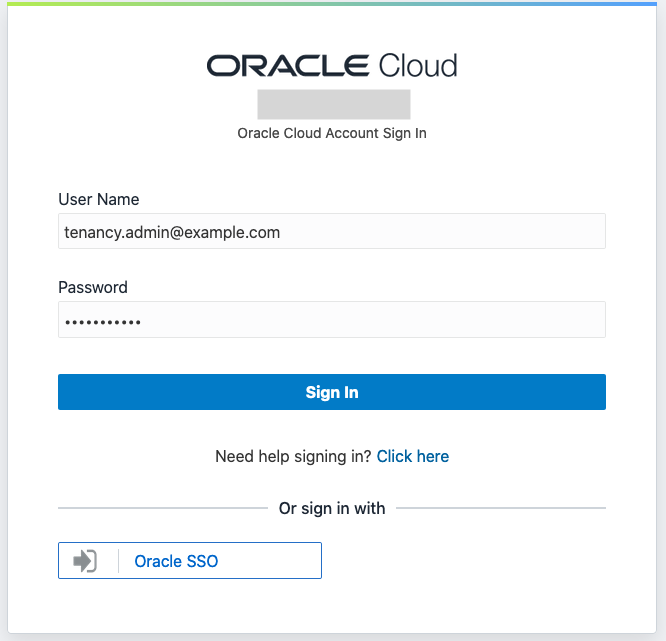 ORACLE Cloud
Oracle Cloud Account Sign In
User Name
tenancy.admin@example.com
Password
•••••••••••
Sign In
Need help signing in? Click here
Or sign in with
Oracle SSO